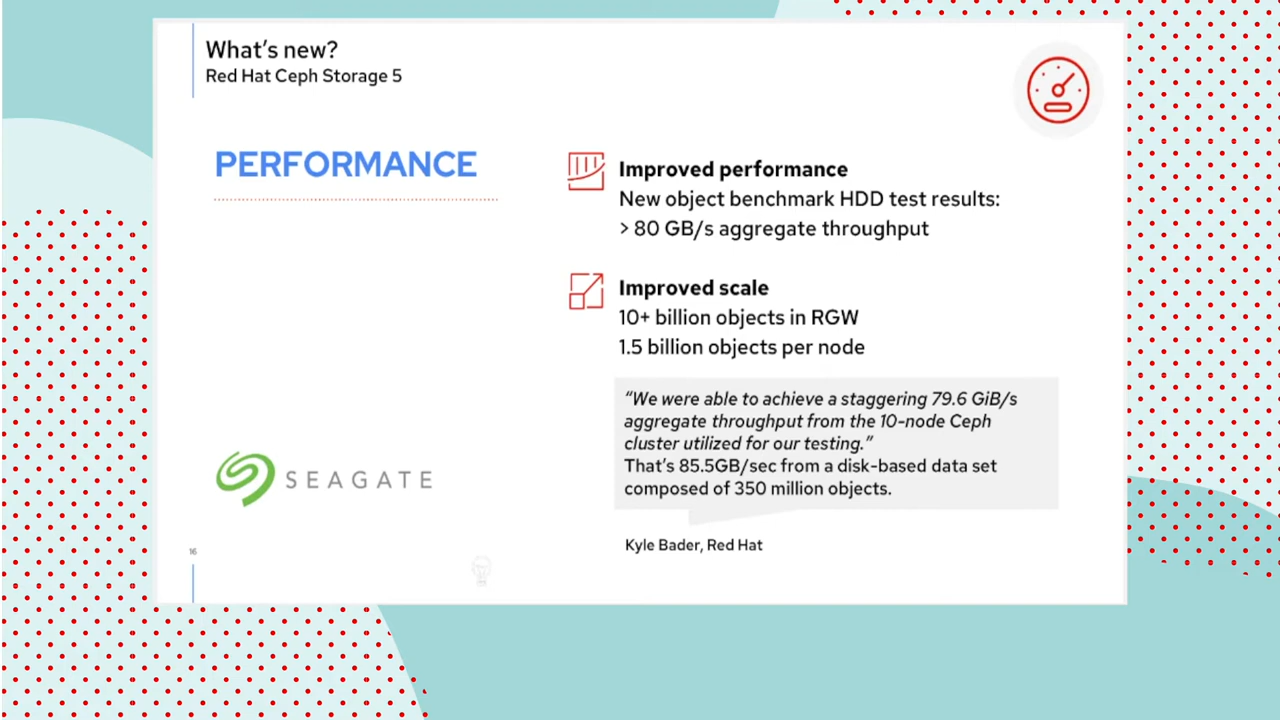 What's new?
Red Hat Ceph Storage 5
PERFORMANCE
Improved performance
New object benchmark HDD test results:
> 80 GB/s aggregate throughput
Improved scale
10+ billion objects in RGW
1.5 billion objects per node
“We were able to achieve a staggering 79.6 GiB/s
aggregate throughput from the 10-node Ceph
cluster utilized for our testing.”
That's 85.5GB/sec from a disk-based data set
composed of 350 million objects.
Kyle Bader, Red Hat
SEAGATE
16